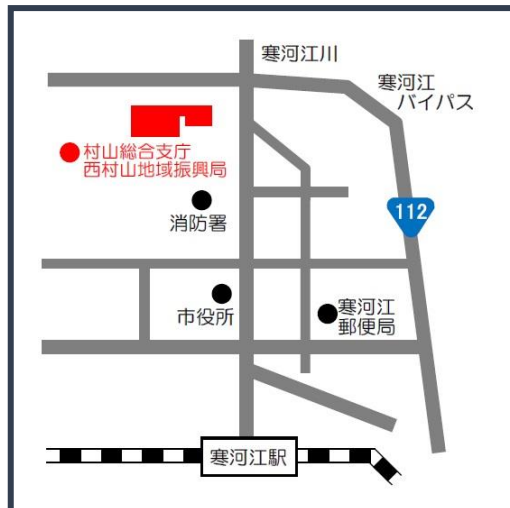 寒河江川
寒河江
バイパス
村山総合支庁
西村山地域振興局
112
消防署
市役所
寒河江
郵便局
寒河江駅